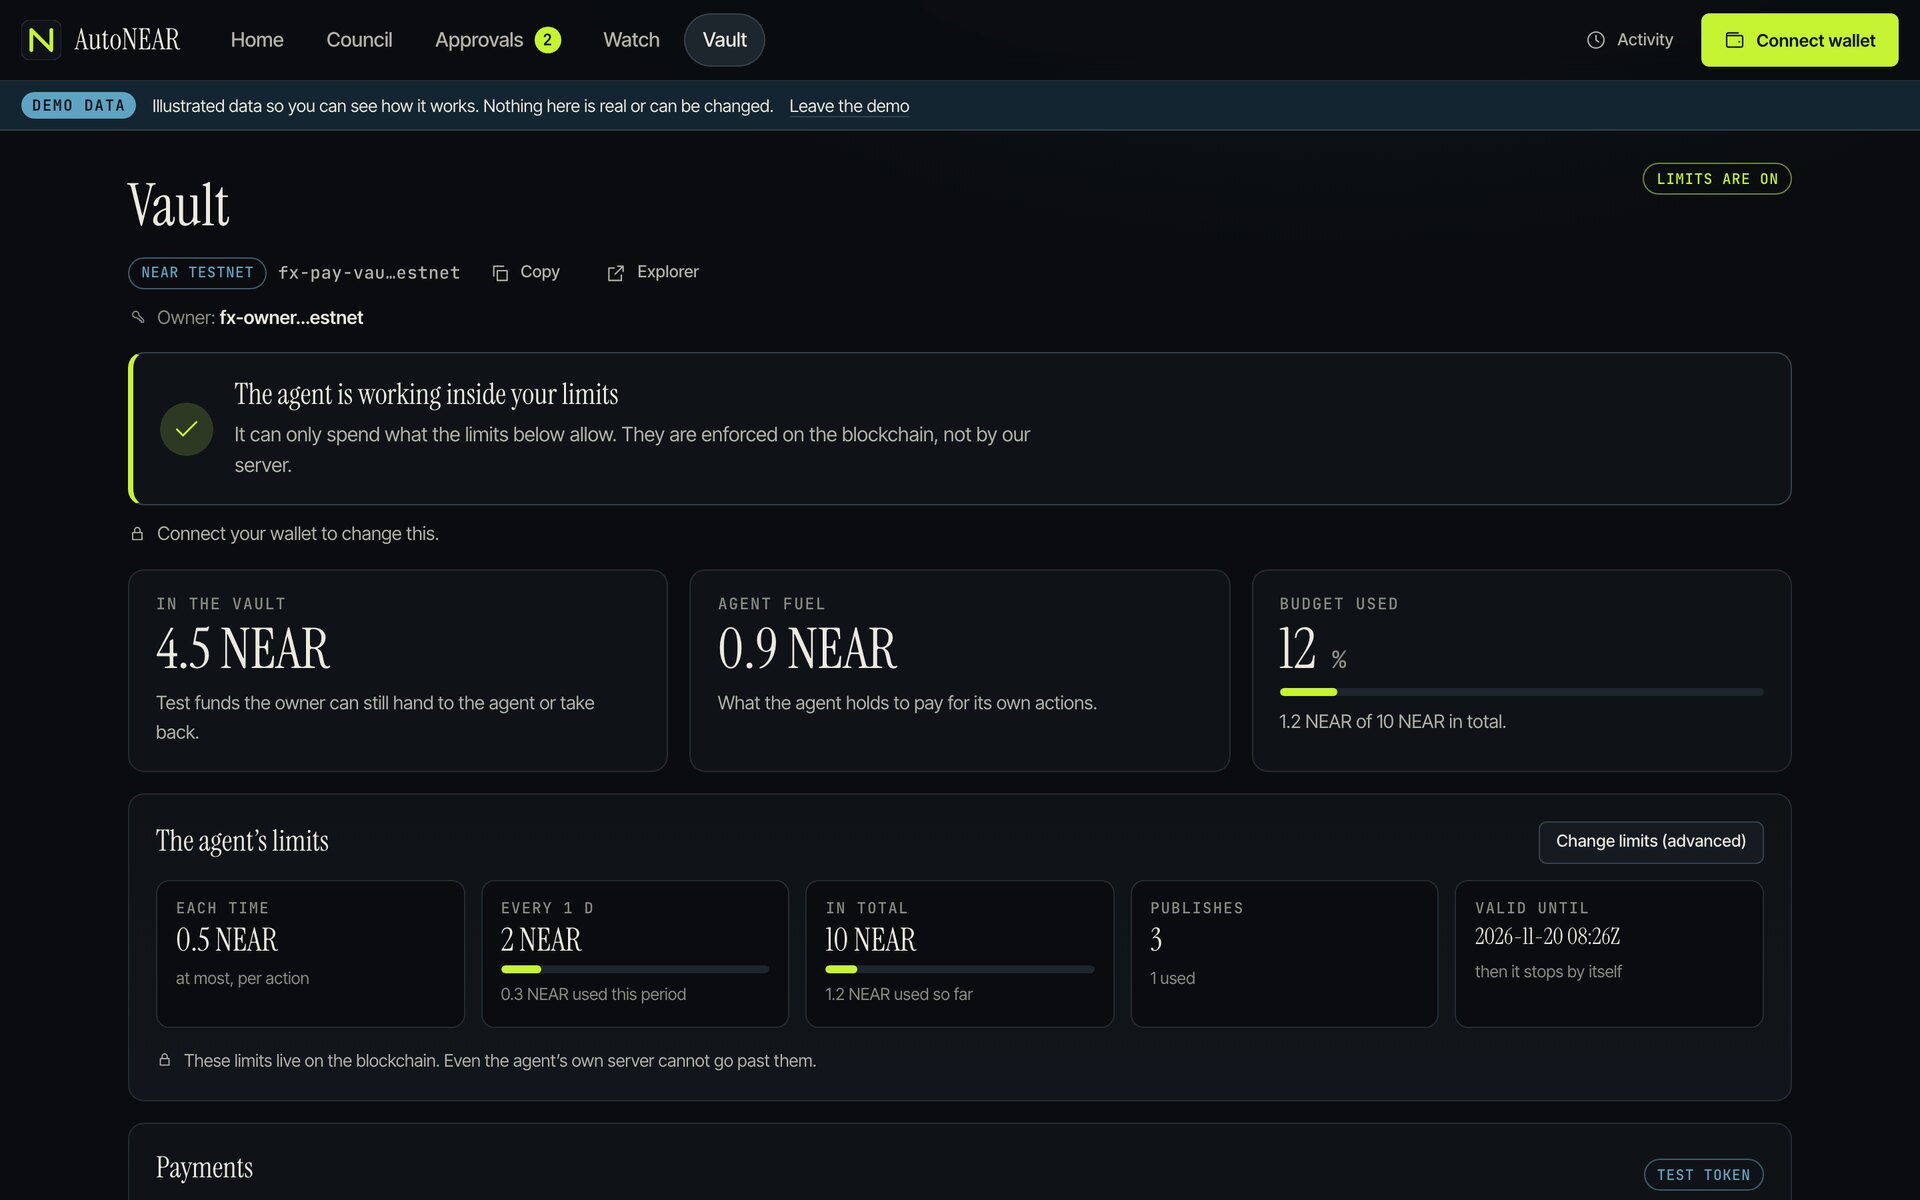 AutoNEAR
Home
Council
Approvals 2
Watch
Vault
Activity
Connect wallet
DEMO DATA
Illustrated data so you can see how it works. Nothing here is real or can be changed.
Leave the demo
Vault
LIMITS ARE ON
NEAR TESTNET
fx-pay-vau…estnet
Copy
Explorer
Owner: fx-owner…estnet
The agent is working inside your limits
It can only spend what the limits below allow. They are enforced on the blockchain, not by our
server.
Connect your wallet to change this.
IN THE VAULT
4.5 NEAR
Test funds the owner can still hand to the agent or take
back.
AGENT FUEL
0.9 NEAR
What the agent holds to pay for its own actions.
BUDGET USED
12 %
1.2 NEAR of 10 NEAR in total.
The agent’s limits
Change limits (advanced)
EACH TIME
0.5 NEAR
at most, per action
EVERY 1 D
2 NEAR
0.3 NEAR used this period
IN TOTAL
10 NEAR
1.2 NEAR used so far
PUBLISHES
3
1 used
VALID UNTIL
2026-11-20 08:26Z
then it stops by itself
These limits live on the blockchain. Even the agent’s own server cannot go past them.
Payments
TEST TOKEN